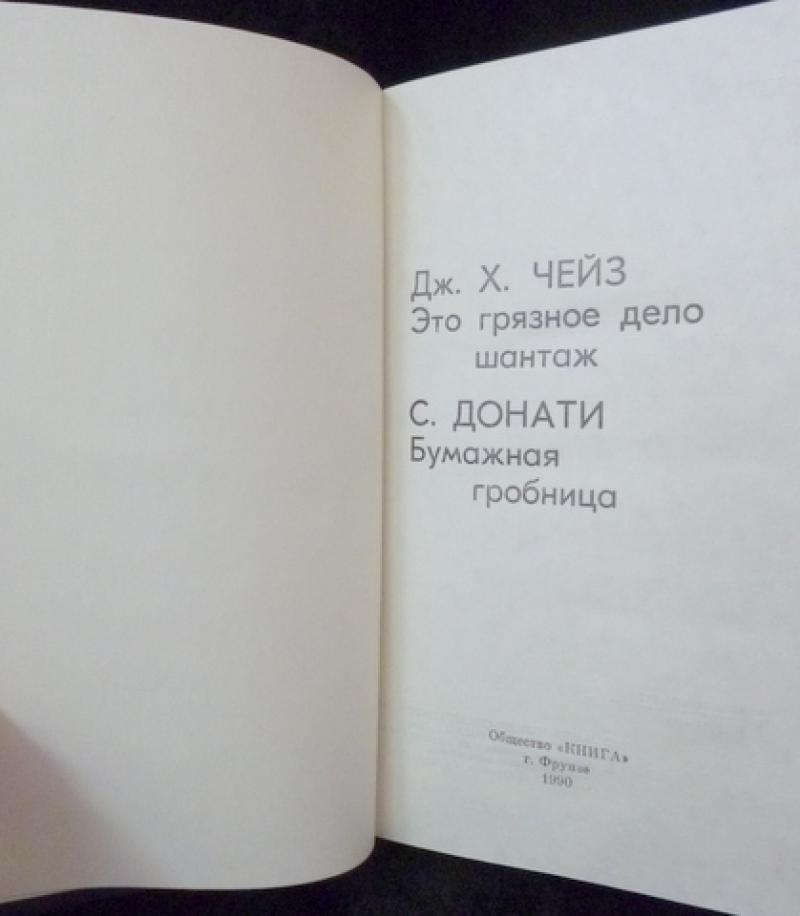 Дж. Х. ЧЕЙЗ
Это грязное дело
шантаж
С. ДОНАТИ
Бумажная
гробница
Общество «КНИГА»
г. Фрунзе
1990